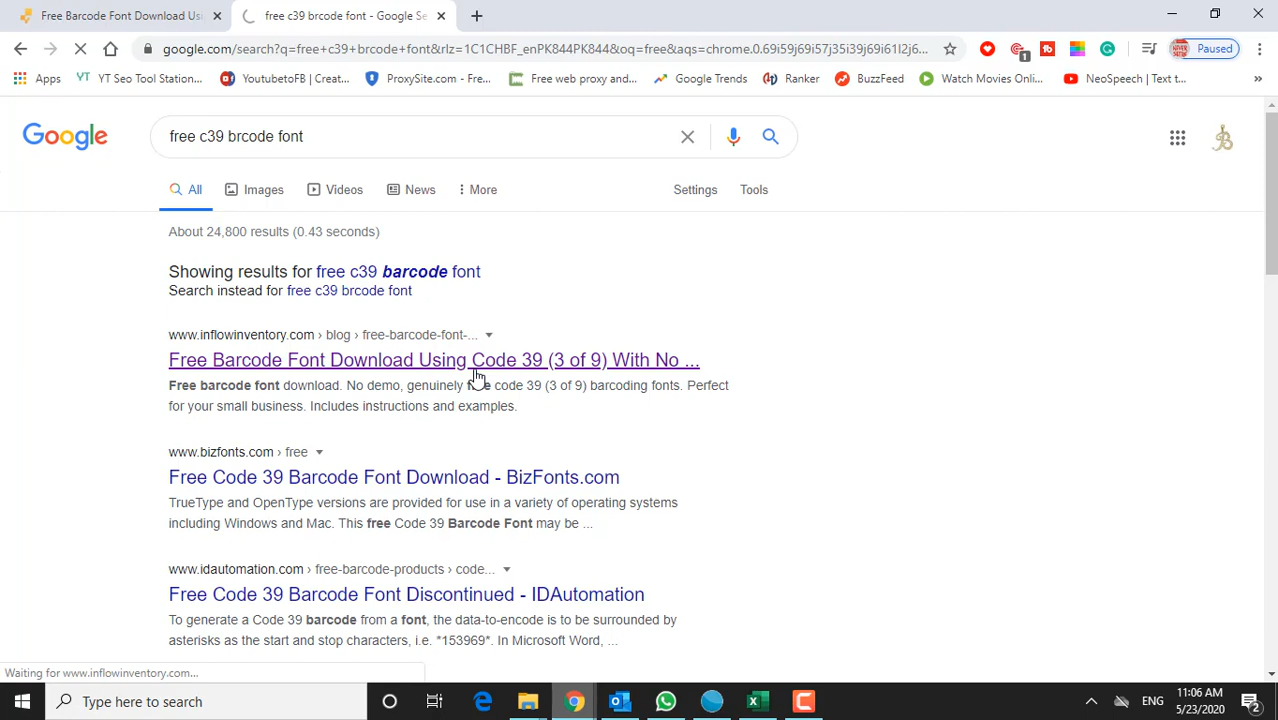 Free Barcode Font Download Usi
free c39 brcode font - Google Se
google.com/search?q=free+c39+brcode+font&rlz=1C1CHBF_enPK844PK844&oq=free&aqs=chrome.0.69i59j69i57j35i39j69i61l2j6...
1
Paused
Apps
YT SEO Tool Station...
YoutubetoFB | Creat...
ProxySite.com - Fre...
Free web proxy and...
Google Trends
Ranker
BuzzFeed
Watch Movies Onli...
NeoSpeech | Text t...
»
Google
free c39 brcode font
All
Images
Videos
News
More
Settings
Tools
About 24,800 results (0.43 seconds)
Showing results for free c39 barcode font
Search instead for free c39 brcode font
www.inflowinventory.com › blog › free-barcode-font-...
Free Barcode Font Download Using Code 39 (3 of 9) With No ...
Free barcode font download. No demo, genuinely free code 39 (3 of 9) barcoding fonts. Perfect
for your small business. Includes instructions and examples.
www.bizfonts.com › free
Free Code 39 Barcode Font Download - BizFonts.com
TrueType and OpenType versions are provided for use in a variety of operating systems
including Windows and Mac. This free Code 39 Barcode Font may be ...
www.idautomation.com › free-barcode-products › code...
Free Code 39 Barcode Font Discontinued - IDAutomation
To generate a Code 39 barcode from a font, the data-to-encode is to be surrounded by
asterisks as the start and stop characters, i.e. *153969*. In Microsoft Word, ...
Waiting for www.inflowinventory.com...
Type here to search
ENG
11:06 AM
5/23/2020
2